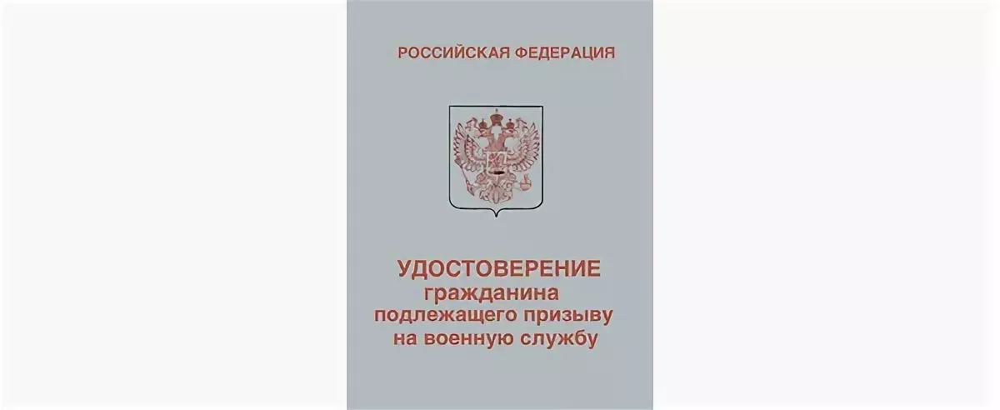 РОССИЙСКАЯ ФЕДЕРАЦИЯ
УДОСТОВЕРЕНИЕ
гражданина
подлежащего призыву
на военную службу